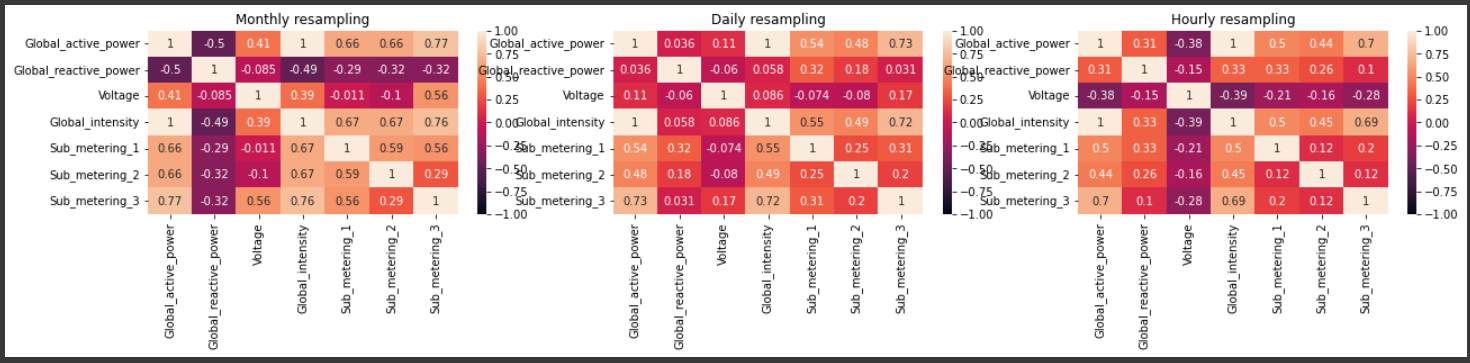 Monthly resampling
Global_active_power 1 -0.5 0.41 1 0.66 0.66 0.77
Global_reactive_power -0.5 1 -0.085 -0.49 -0.29 -0.32 -0.32
Voltage 0.41 -0.085 1 0.39 -0.011 -0.1 0.56
Global_intensity 1 -0.49 0.39 1 0.67 0.67 0.76
Sub_metering_1 0.66 -0.29 -0.011 0.67 1 0.59 0.56
Sub_metering_2 0.66 -0.32 -0.1 0.67 0.59 1 0.29
Sub_metering_3 0.77 -0.32 0.56 0.76 0.56 0.29 1
Global_active_power
Global_reactive_power
Voltage
Global_intensity
Sub_metering_1
Sub_metering_2
Sub_metering_3
1.00
0.75
0.50
0.25
0.00
−0.25
−0.50
−0.75
−1.00
Daily resampling
Global_active_power 1 0.036 0.11 1 0.54 0.48 0.73
Global_reactive_power 0.036 1 -0.06 0.058 0.32 0.18 0.031
Voltage 0.11 -0.06 1 0.086 -0.074 -0.08 0.17
Global_intensity 1 0.058 0.086 1 0.55 0.49 0.72
Sub_metering_1 0.54 0.32 -0.074 0.55 1 0.25 0.31
Sub_metering_2 0.48 0.18 -0.08 0.49 0.25 1 0.2
Sub_metering_3 0.73 0.031 0.17 0.72 0.31 0.2 1
Global_active_power
Global_reactive_power
Voltage
Global_intensity
Sub_metering_1
Sub_metering_2
Sub_metering_3
1.00
0.75
0.50
0.25
0.00
−0.25
−0.50
−0.75
−1.00
Hourly resampling
Global_active_power 1 0.31 -0.38 1 0.5 0.44 0.7
Global_reactive_power 0.31 1 -0.15 0.33 0.33 0.26 0.1
Voltage -0.38 -0.15 1 -0.39 -0.21 -0.16 -0.28
Global_intensity 1 0.33 -0.39 1 0.5 0.45 0.69
Sub_metering_1 0.5 0.33 -0.21 0.5 1 0.12 0.2
Sub_metering_2 0.44 0.26 -0.16 0.45 0.12 1 0.12
Sub_metering_3 0.7 0.1 -0.28 0.69 0.2 0.12 1
Global_active_power
Global_reactive_power
Voltage
Global_intensity
Sub_metering_1
Sub_metering_2
Sub_metering_3
1.00
0.75
0.50
0.25
0.00
−0.25
−0.50
−0.75
−1.00